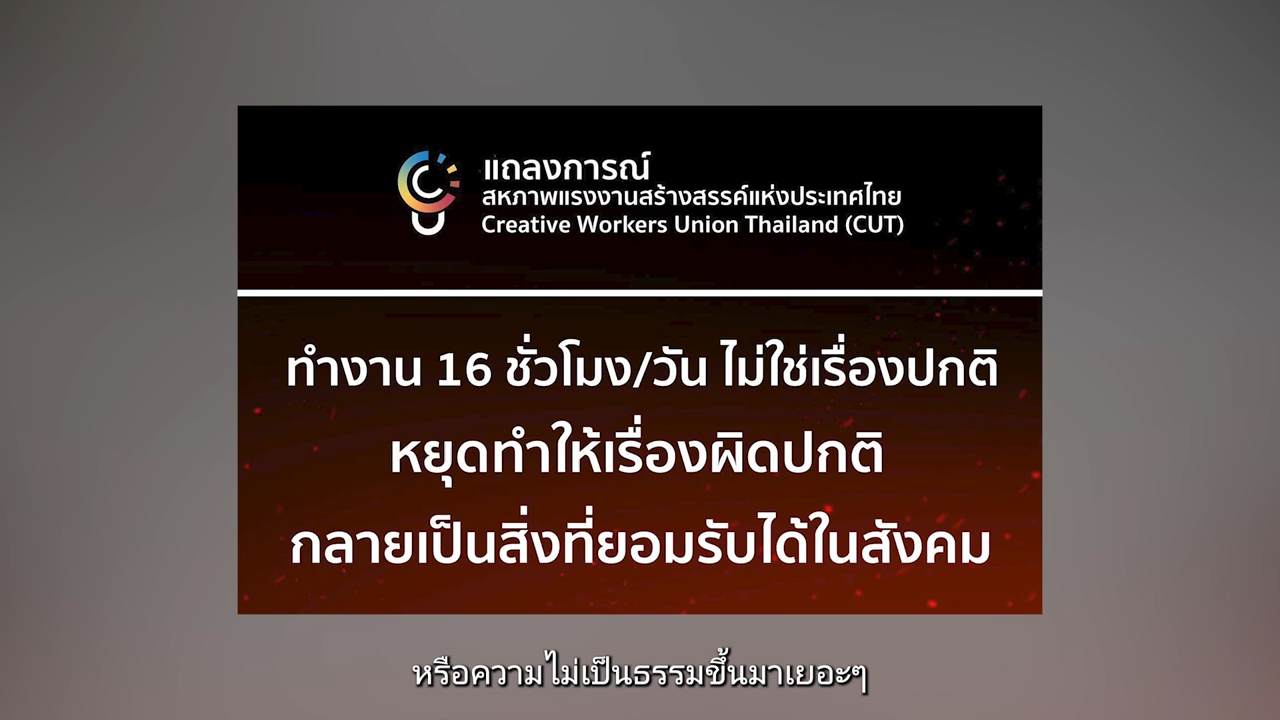 แถลงการณ์
สหภาพแรงงานสร้างสรรค์แห่งประเทศไทย
Creative Workers Union Thailand (CUT)
ทำงาน 16 ชั่วโมง/วัน ไม่ใช่เรื่องปกติ
หยุดทำให้เรื่องผิดปกติ
กลายเป็นสิ่งที่ยอมรับได้ในสังคม
หรือความไม่เป็นธรรมขึ้นมาเยอะๆ